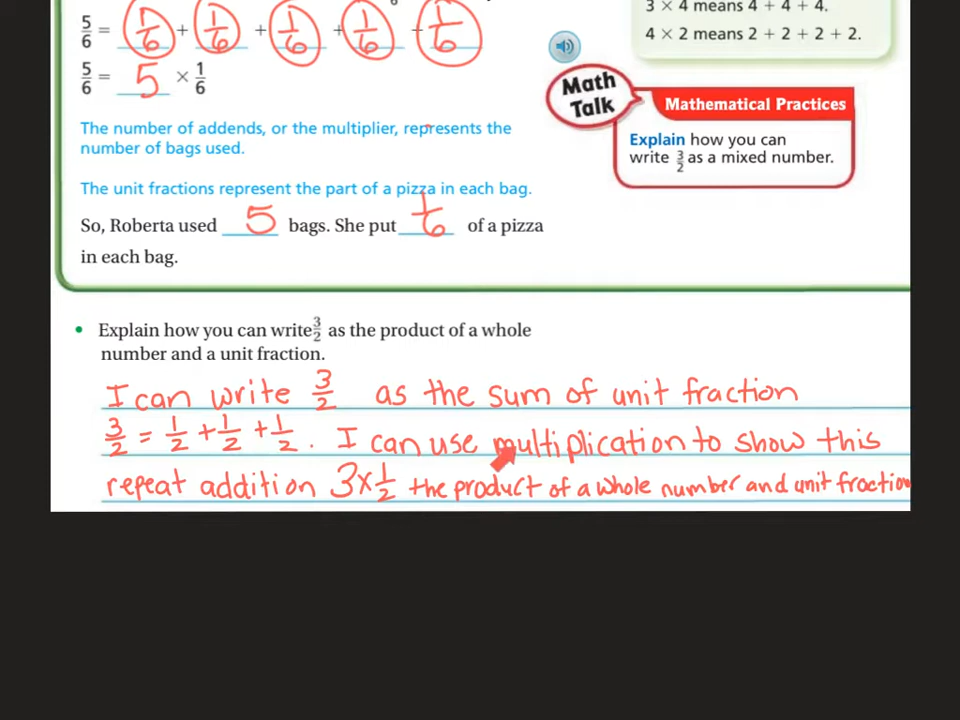 3 × 4 means 4 + 4 + 4.
4 × 2 means 2 + 2 + 2 + 2.
5/6 = 1/6 + 1/6 + 1/6 + 1/6 + 1/6
5/6 = 5 × 1/6
Math
Talk
Mathematical Practices
Explain how you can
write 3/2 as a mixed number.
The number of addends, or the multiplier, represents the
number of bags used.
The unit fractions represent the part of a pizza in each bag.
So, Roberta used 5 bags. She put 1/6 of a pizza
in each bag.
• Explain how you can write 3/2 as the product of a whole
number and a unit fraction.
I can write 3/2 as the sum of unit fraction
3/2 = 1/2 + 1/2 + 1/2. I can use multiplication to show this
repeat addition 3 x 1/2 the product of a whole number and unit fraction